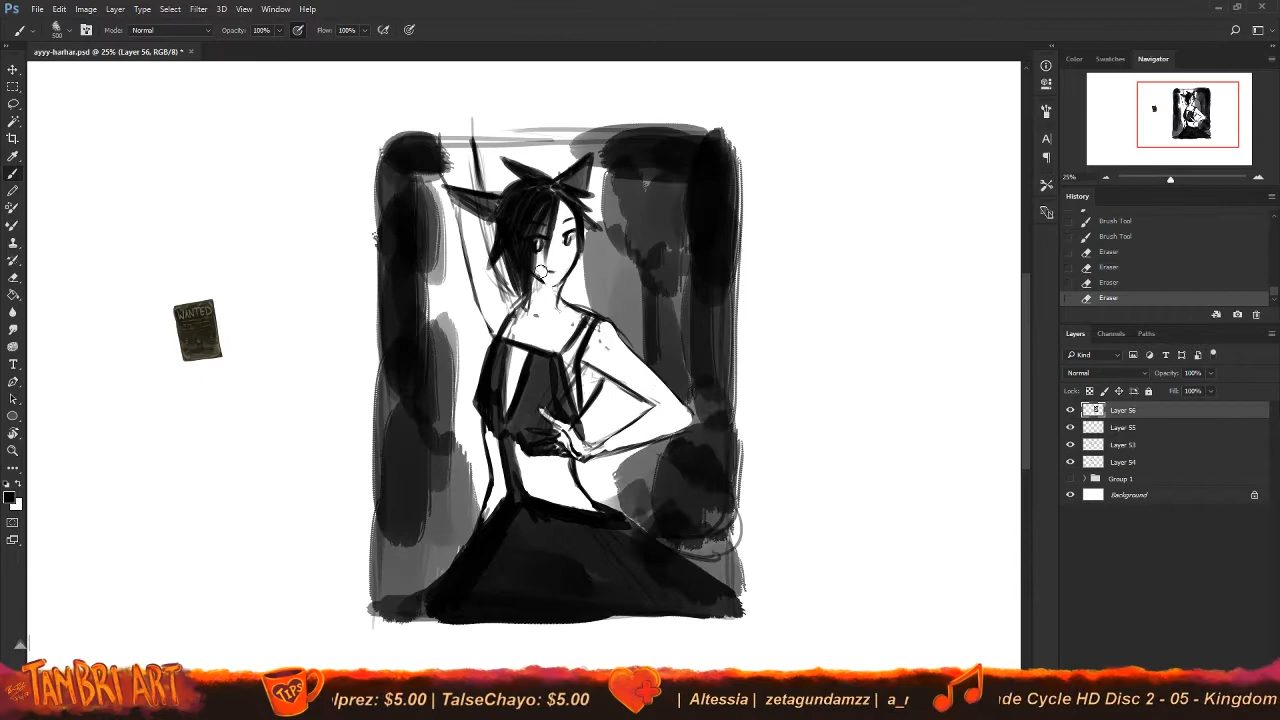 Ps File Edit Image Layer Type Select Filter 3D View Window Help
500 Mode: Normal Opacity: 100% Flow: 100%
ayyy-harhar.psd @ 25% (Layer 56, RGB/8) * ×
Color Swatches Navigator
25%
History
Brush Tool
Brush Tool
Eraser
Eraser
Eraser
Eraser
Layers Channels Paths
Kind
Normal Opacity: 100%
Lock: Fill: 100%
Layer 56
Layer 55
Layer 53
Layer 54
Group 1
Background
WANTED
TAMBRI ART
TIPS
lprez: $5.00 | TalseChayo: $5.00
| Altessia | zetagundamzz | a_r
de Cycle HD Disc 2 - 05 - Kingdom